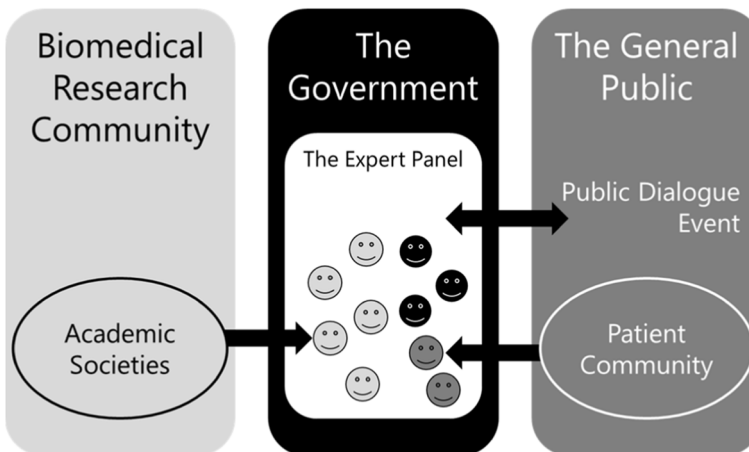 Biomedical
Research
Community
Academic
Societies
The
Government
The Expert Panel
The General
Public
Public Dialogue
Event
Patient
Community